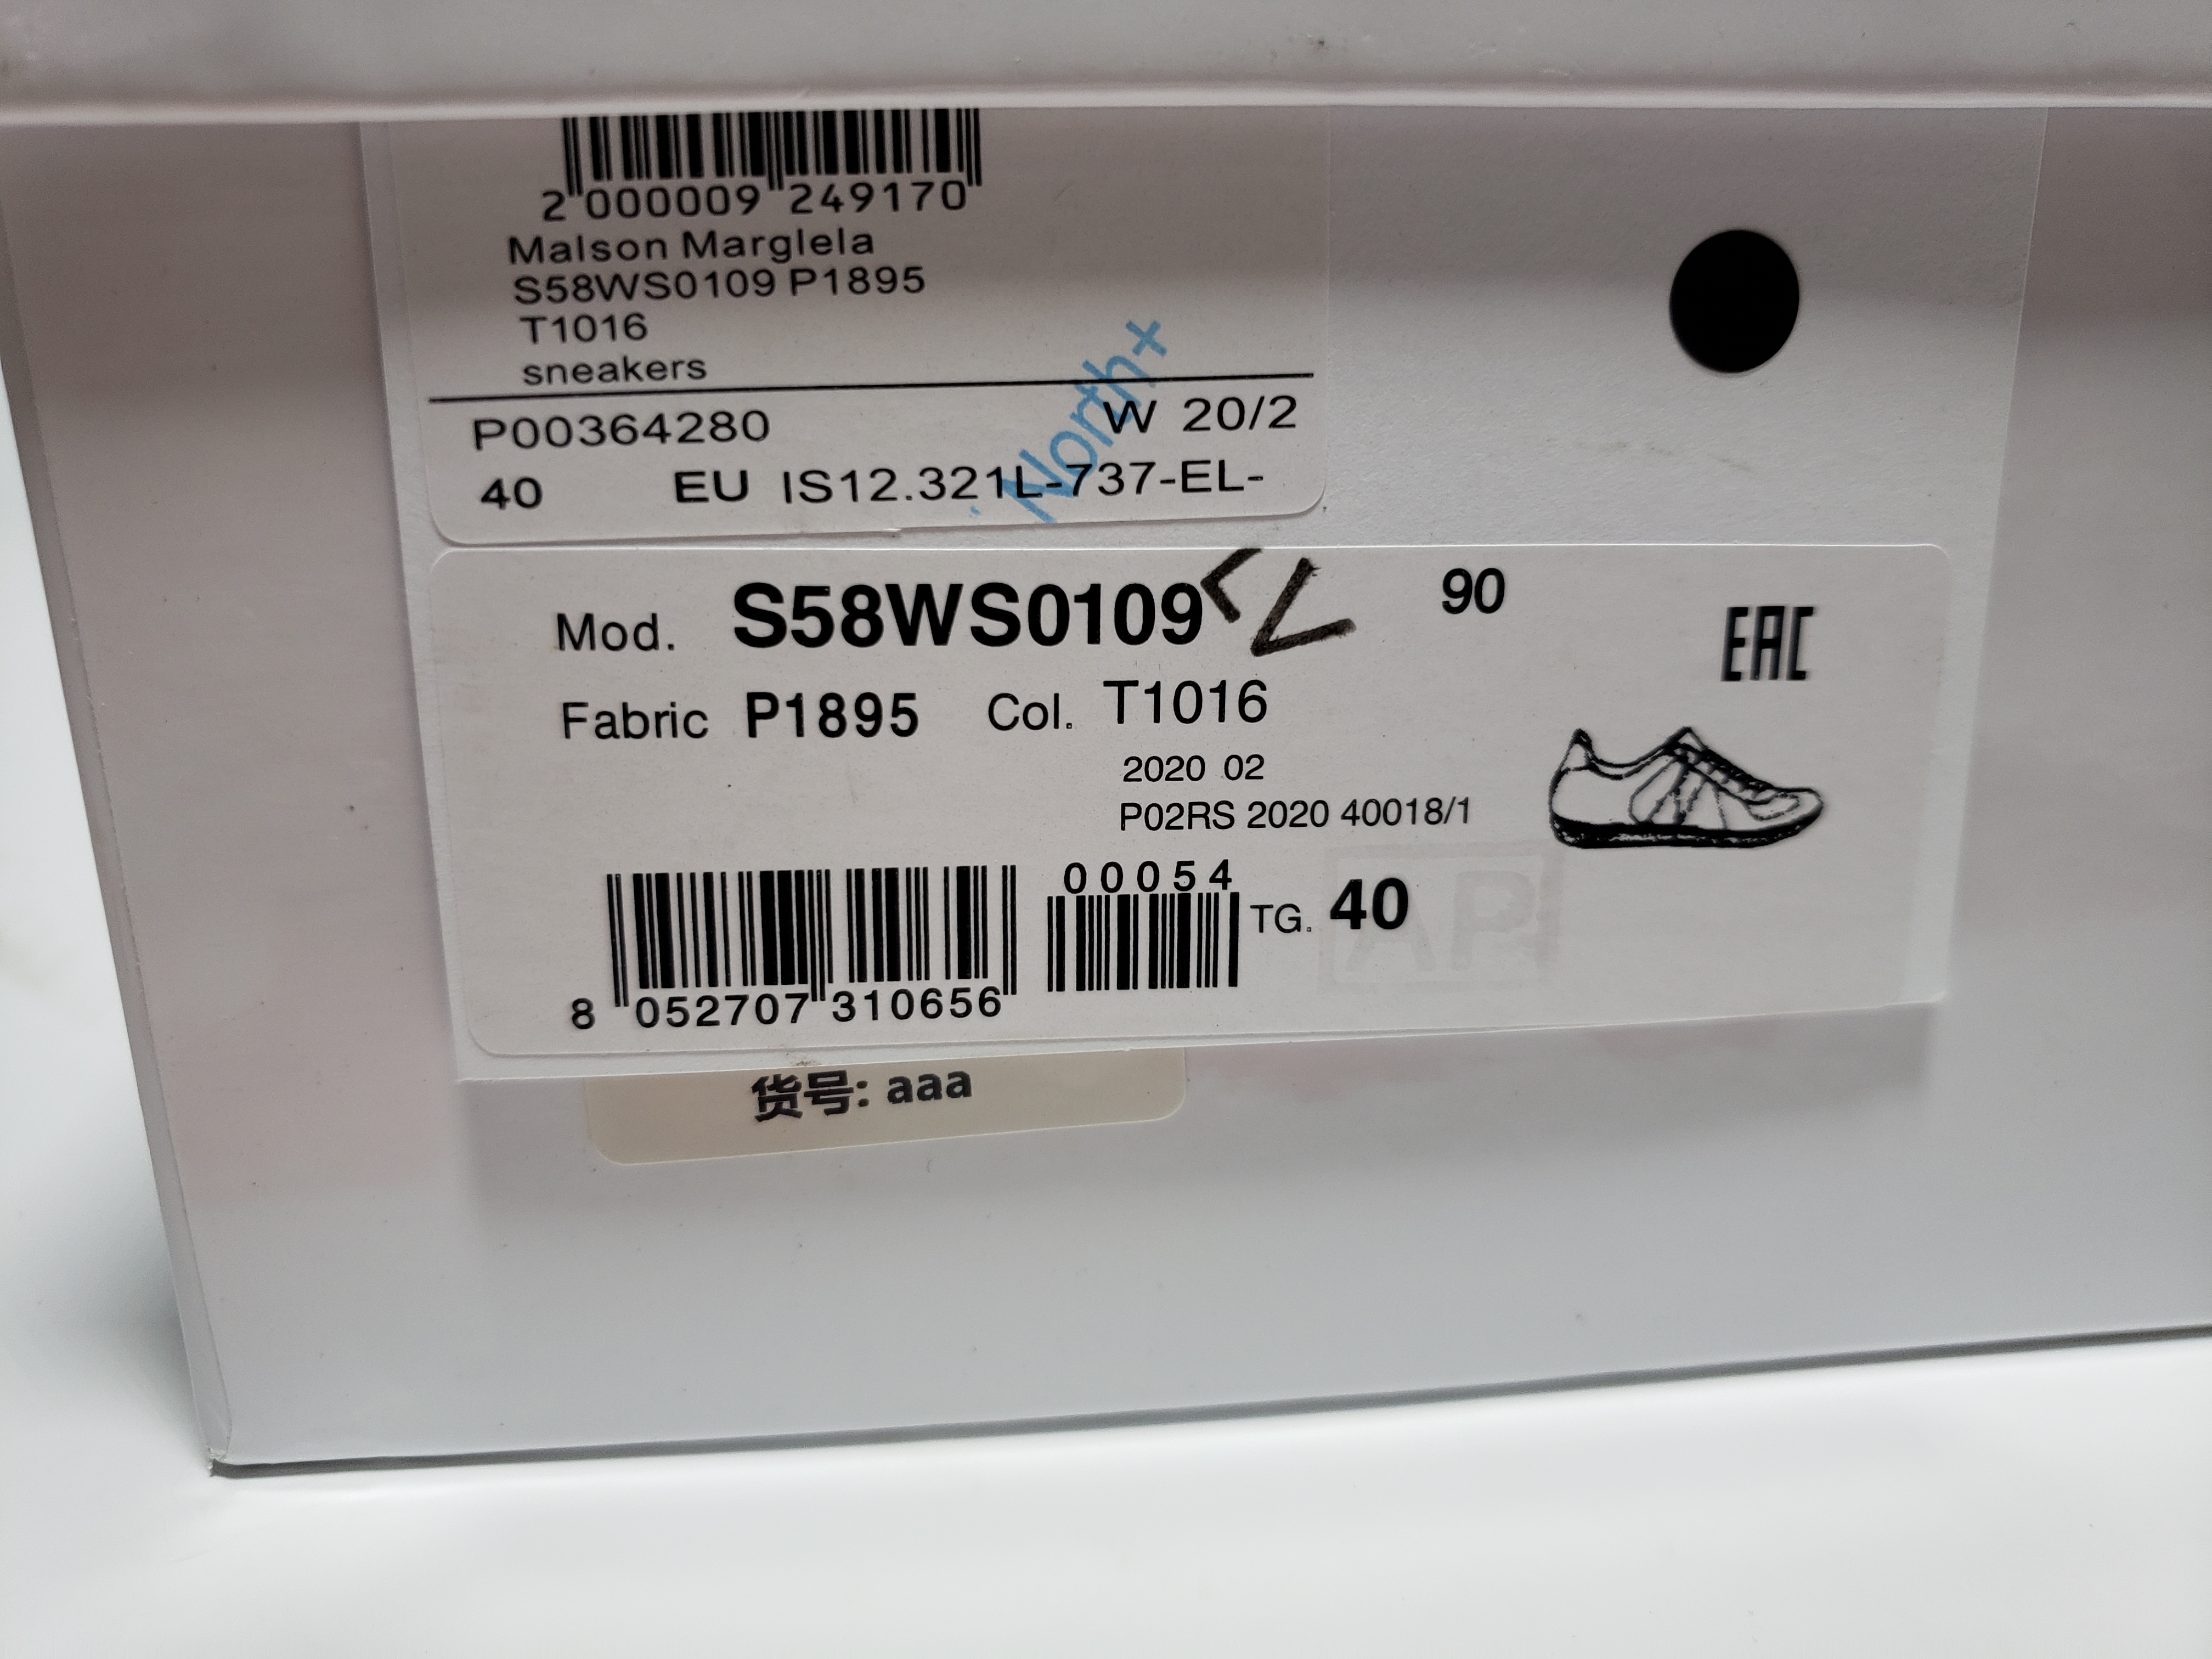 2 000009 249170
Malson Marglela
S58WS0109 P1895
T1016
sneakers
North+
P00364280 W 20/2
40 EU IS12.321L-737-EL-
Mod. S58WS0109 90
EAC
Fabric P1895 Col. T1016
2020 02
P02RS 2020 40018/1
00054
TG. 40
AP
8 052707 310656
货号: aaa